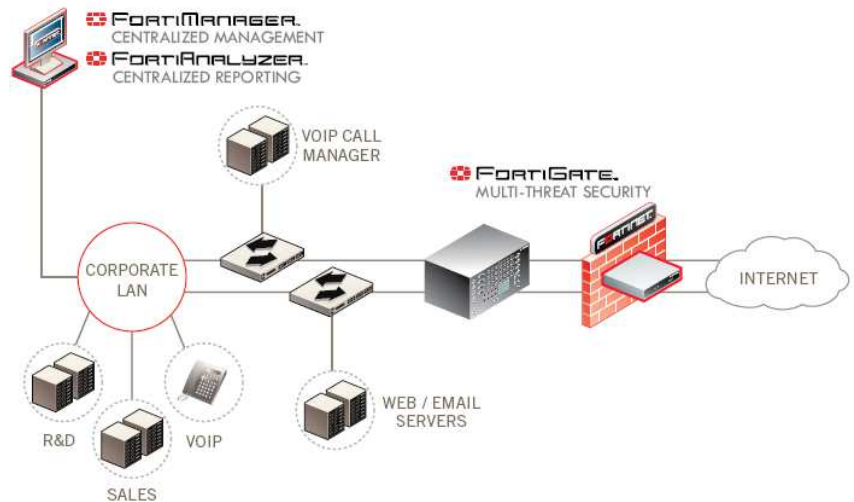 FORTIMANAGER.
CENTRALIZED MANAGEMENT
FORTIANALYZER.
CENTRALIZED REPORTING
VOIP CALL
MANAGER
FORTIGATE.
MULTI-THREAT SECURITY
FORTINET.
CORPORATE
LAN
INTERNET
R&D
VOIP
SALES
WEB / EMAIL
SERVERS